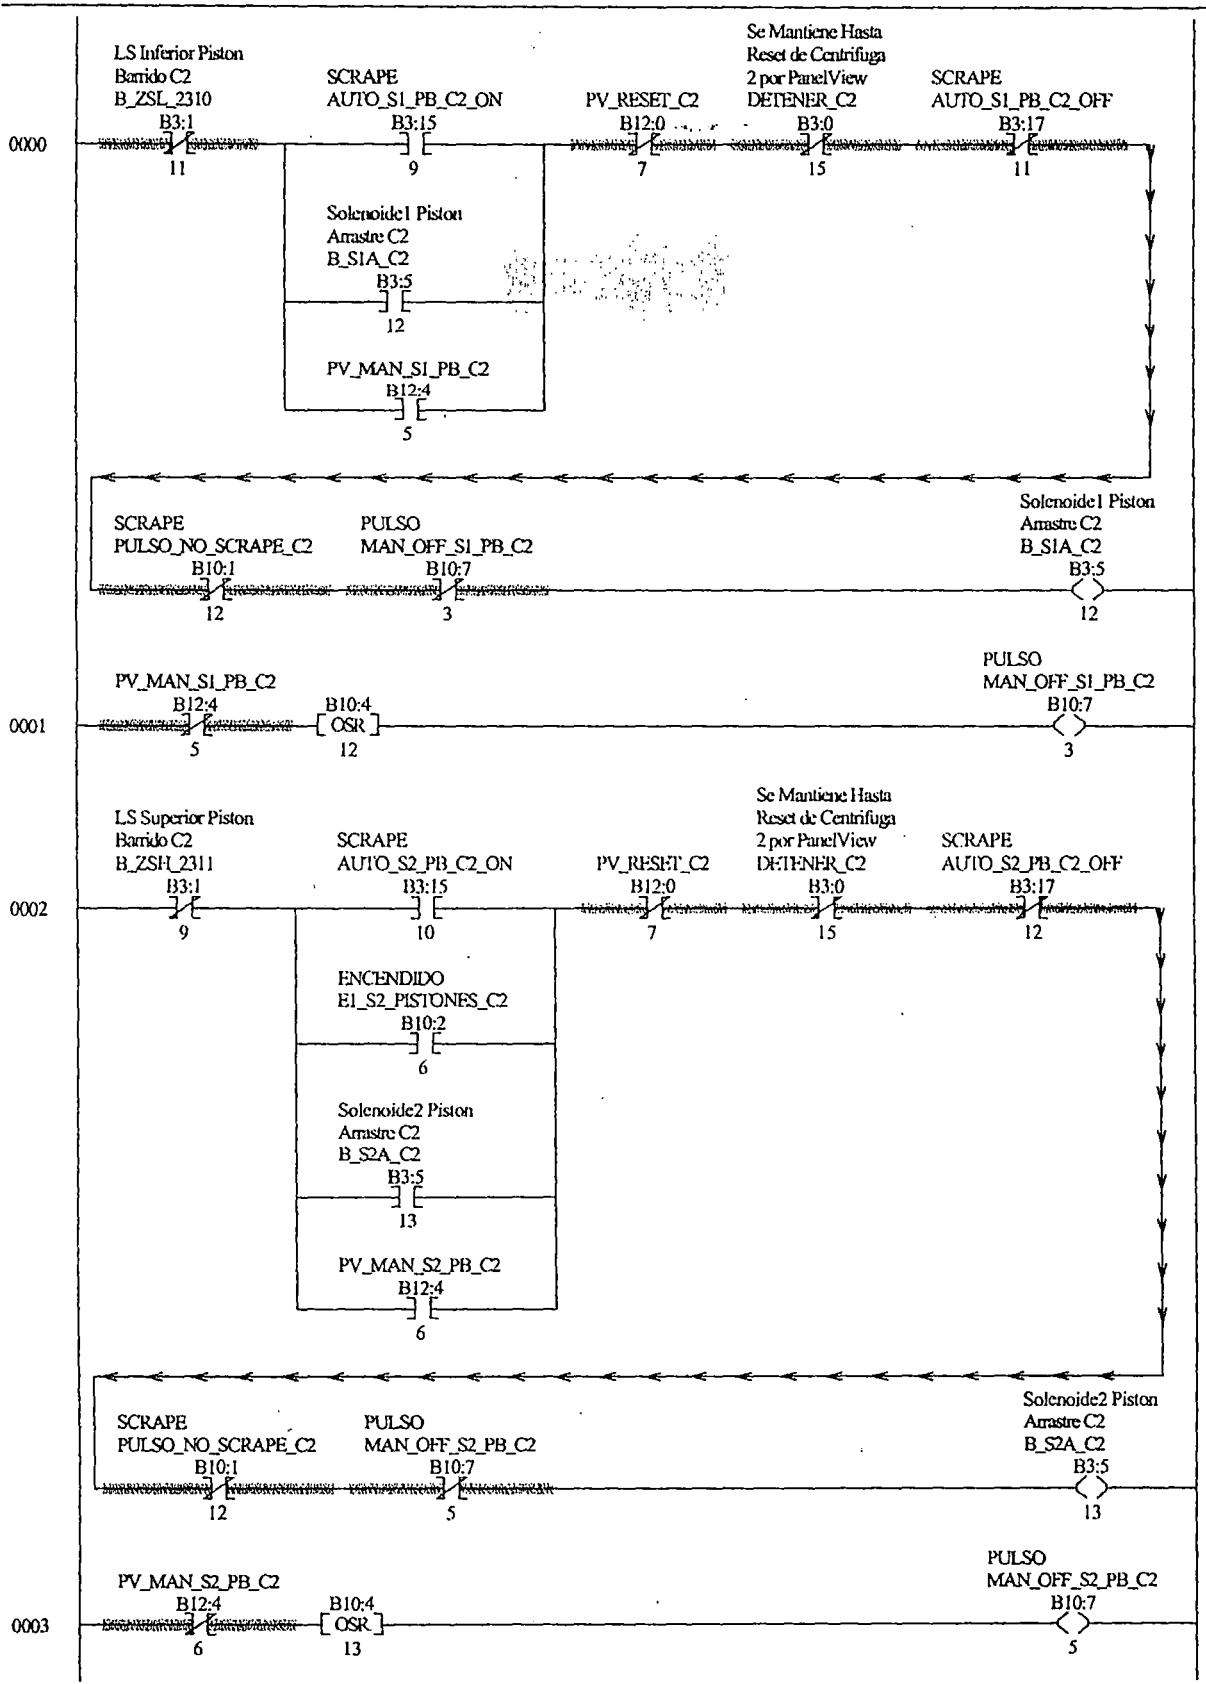 LS Inferior Piston
Barrido C2
B_ZSL_2310
B3:1
11
SCRAPE
AUTO_S1_PB_C2_ON
B3:15
9
PV_RESET_C2
B12:0
7
Se Mantiene Hasta
Reset de Centrifuga
2 por PanelView
DETENER_C2
B3:0
15
SCRAPE
AUTO_S1_PB_C2_OFF
B3:17
11
0000
Solenoide1 Piston
Arrastre C2
B_S1A_C2
B3:5
12
PV_MAN_S1_PB_C2
B12:4
5
SCRAPE
PULSO_NO_SCRAPE_C2
B10:1
12
PULSO
MAN_OFF_S1_PB_C2
B10:7
3
Solenoide1 Piston
Arrastre C2
B_S1A_C2
B3:5
12
0001
PV_MAN_S1_PB_C2
B12:4
5
B10:4
OSR
12
PULSO
MAN_OFF_S1_PB_C2
B10:7
3
LS Superior Piston
Barrido C2
B_ZSH_2311
B3:1
9
SCRAPE
AUTO_S2_PB_C2_ON
B3:15
10
PV_RESET_C2
B12:0
7
Se Mantiene Hasta
Reset de Centrifuga
2 por PanelView
DETENER_C2
B3:0
15
SCRAPE
AUTO_S2_PB_C2_OFF
B3:17
12
0002
ENCENDIDO
E1_S2_PISTONES_C2
B10:2
6
Solenoide2 Piston
Arrastre C2
B_S2A_C2
B3:5
13
PV_MAN_S2_PB_C2
B12:4
6
SCRAPE
PULSO_NO_SCRAPE_C2
B10:1
12
PULSO
MAN_OFF_S2_PB_C2
B10:7
5
Solenoide2 Piston
Arrastre C2
B_S2A_C2
B3:5
13
0003
PV_MAN_S2_PB_C2
B12:4
6
B10:4
OSR
13
PULSO
MAN_OFF_S2_PB_C2
B10:7
5